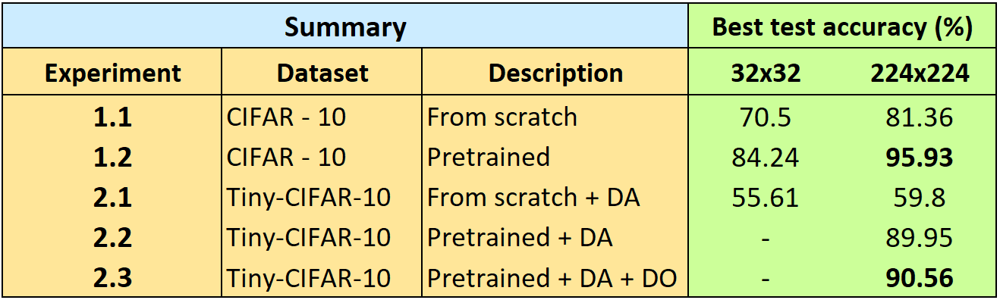 Summary Best test accuracy (%)
Experiment Dataset Description 32x32 224x224
1.1 CIFAR - 10 From scratch 70.5 81.36
1.2 CIFAR - 10 Pretrained 84.24 95.93
2.1 Tiny-CIFAR-10 From scratch + DA 55.61 59.8
2.2 Tiny-CIFAR-10 Pretrained + DA - 89.95
2.3 Tiny-CIFAR-10 Pretrained + DA + DO - 90.56